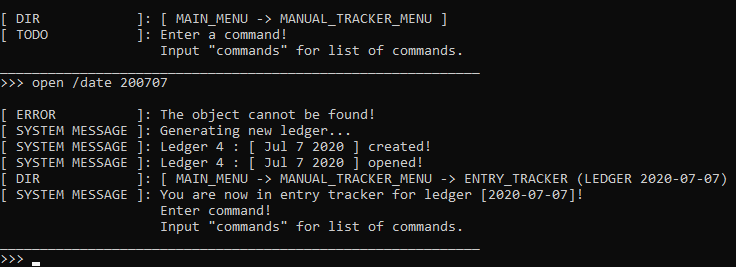 [ DIR            ]: [ MAIN_MENU -> MANUAL_TRACKER_MENU ]
[ TODO           ]: Enter a command!
                    Input "commands" for list of commands.
____________________________________________________________
>>> open /date 200707
[ ERROR          ]: The object cannot be found!
[ SYSTEM MESSAGE ]: Generating new ledger...
[ SYSTEM MESSAGE ]: Ledger 4 : [ Jul 7 2020 ] created!
[ SYSTEM MESSAGE ]: Ledger 4 : [ Jul 7 2020 ] opened!
[ DIR            ]: [ MAIN_MENU -> MANUAL_TRACKER_MENU -> ENTRY_TRACKER (LEDGER 2020-07-07)
[ SYSTEM MESSAGE ]: You are now in entry tracker for ledger [2020-07-07]!
                    Enter command!
                    Input "commands" for list of commands.
____________________________________________________________
>>> _